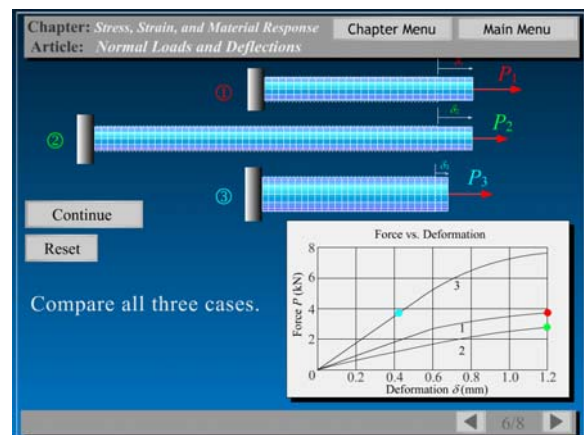 Chapter: Stress, Strain, and Material Response
Article: Normal Loads and Deflections
Chapter Menu
Main Menu
① P₁
② δ₂ P₂
③ δ₃ P₃
Continue
Reset
Compare all three cases.
Force vs. Deformation
Force P (kN)
8
6
4
2
0
3
1
2
0.2 0.4 0.6 0.8 1.0 1.2
Deformation δ (mm)
6/8